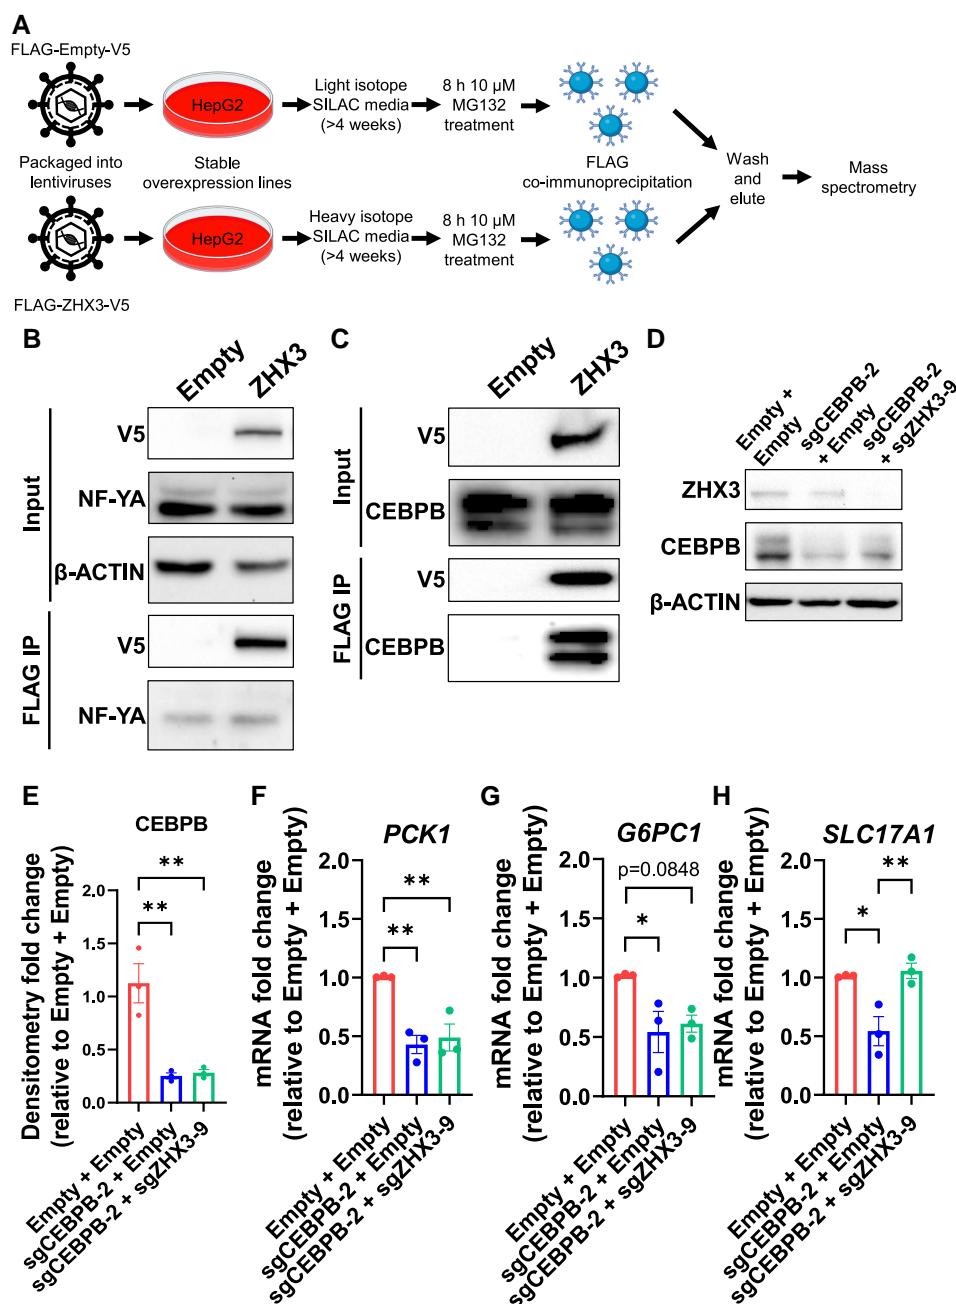 A
FLAG-Empty-V5
HepG2
Light isotope
SILAC media
(>4 weeks)
8 h 10 μM
MG132
treatment
Packaged into
lentiviruses
Stable
overexpression lines
FLAG
co-immunoprecipitation
Wash
and
elute
Mass
spectrometry
HepG2
Heavy isotope
SILAC media
(>4 weeks)
8 h 10 μM
MG132
treatment
FLAG-ZHX3-V5
B
Empty
ZHX3
Input
V5
NF-YA
β-ACTIN
FLAG IP
V5
NF-YA
C
Empty
ZHX3
Input
V5
CEBPB
FLAG IP
V5
CEBPB
D
Empty +
Empty
sgCEBPB-2
+ Empty
sgCEBPB-2
+ sgZHX3-9
ZHX3
CEBPB
β-ACTIN
E
CEBPB
Densitometry fold change
(relative to Empty + Empty)
2.0
1.5
1.0
0.5
0.0
**
**
Empty + Empty
sgCEBPB-2 + Empty
sgCEBPB-2 + sgZHX3-9
F
PCK1
mRNA fold change
(relative to Empty + Empty)
2.0
1.5
1.0
0.5
0.0
**
**
Empty + Empty
sgCEBPB-2 + Empty
sgCEBPB-2 + sgZHX3-9
G
G6PC1
mRNA fold change
(relative to Empty + Empty)
2.0
1.5
1.0
0.5
0.0
p=0.0848
*
Empty + Empty
sgCEBPB-2 + Empty
sgCEBPB-2 + sgZHX3-9
H
SLC17A1
mRNA fold change
(relative to Empty + Empty)
2.0
1.5
1.0
0.5
0.0
**
*
Empty + Empty
sgCEBPB-2 + Empty
sgCEBPB-2 + sgZHX3-9